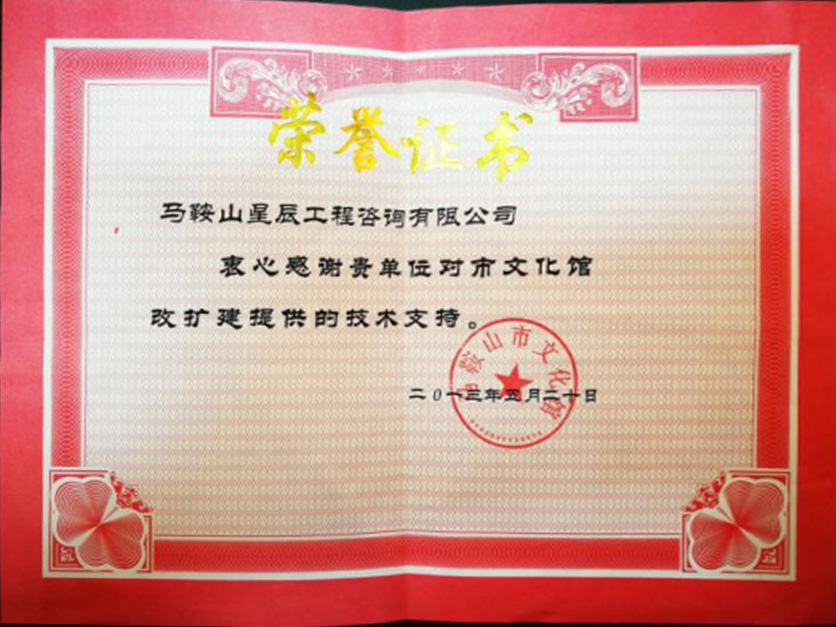 荣誉证书
马鞍山星辰工程咨询有限公司
衷心感谢贵单位对市文化馆
改扩建提供的技术支持。
马鞍山市文化馆
二0一三年五月二十日